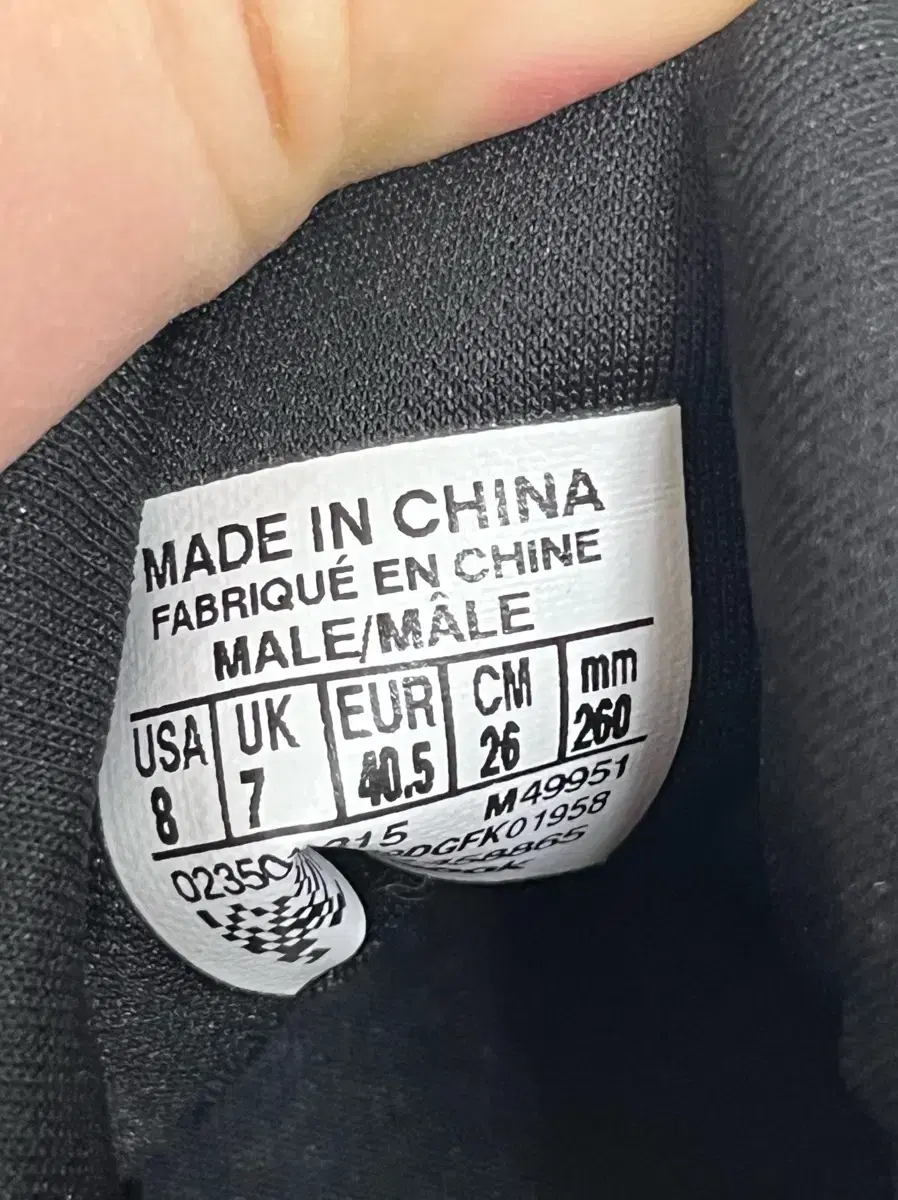 MADE IN CHINA
FABRIQUÉ EN CHINE
MALE/MÂLE
USA UK EUR CM mm
8 7 40.5 26 260
M49951